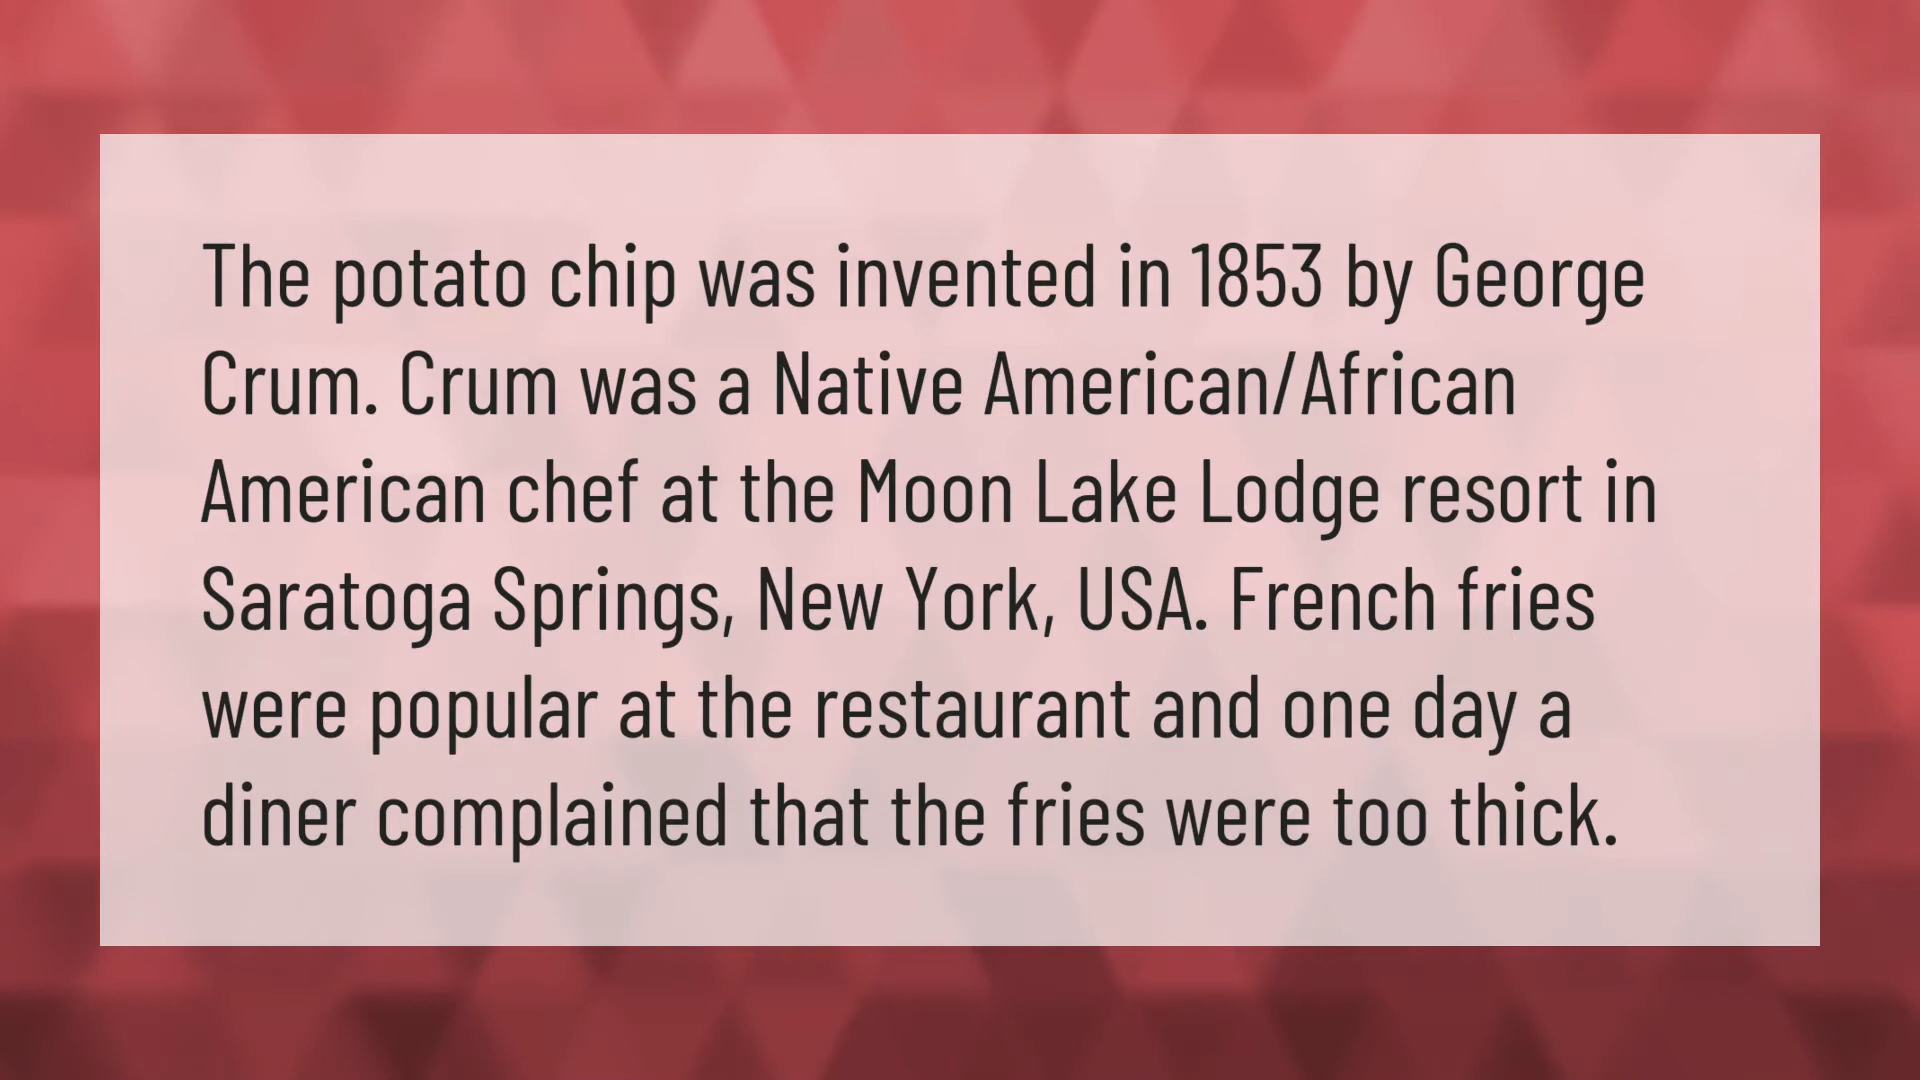 The potato chip was invented in 1853 by George
Crum. Crum was a Native American/African
American chef at the Moon Lake Lodge resort in
Saratoga Springs, New York, USA. French fries
were popular at the restaurant and one day a
diner complained that the fries were too thick.